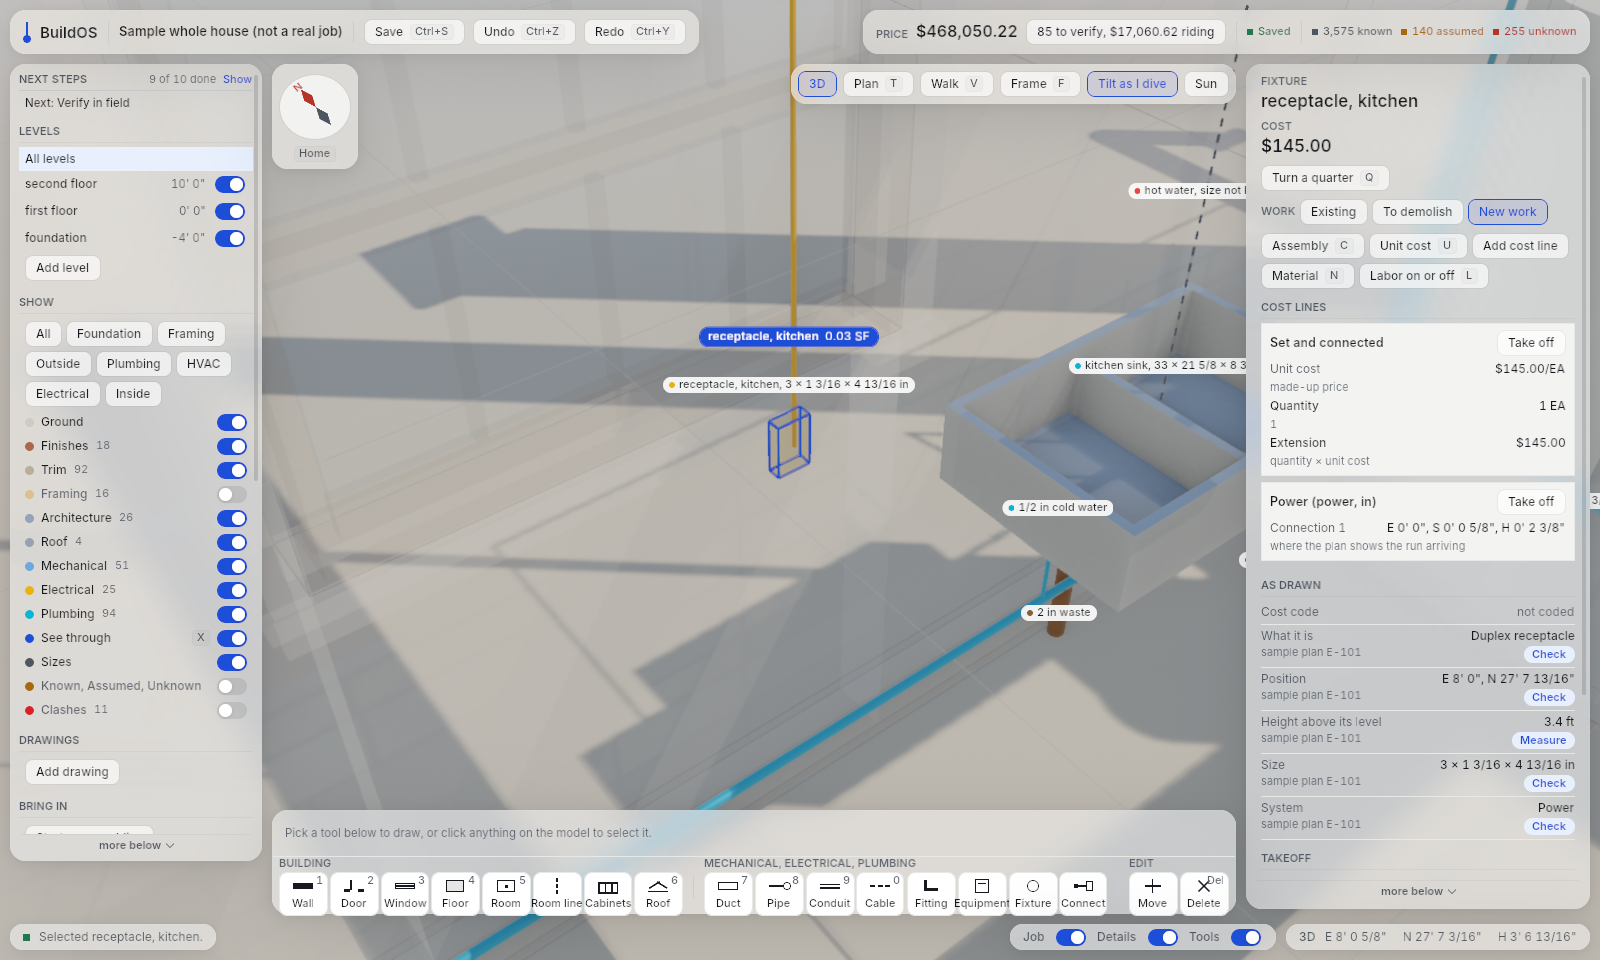 BuildOS
Sample whole house (not a real job)
Save Ctrl+S
Undo Ctrl+Z
Redo Ctrl+Y
PRICE $468,050.22
85 to verify, $17,060.62 riding
Saved
3,575 known
140 assumed
255 unknown
NEXT STEPS 9 of 10 done Show
Next: Verify in field
LEVELS
All levels
second floor 10' 0"
first floor 0' 0"
foundation -4' 0"
Add level
SHOW
All Foundation Framing
Outside Plumbing HVAC
Electrical Inside
Ground
Finishes 18
Trim 92
Framing 16
Architecture 26
Roof 4
Mechanical 51
Electrical 25
Plumbing 94
See through X
Sizes
Known, Assumed, Unknown
Clashes 11
DRAWINGS
Add drawing
BRING IN
more below
N
Home
3D
Plan T
Walk V
Frame F
Tilt as I dive
Sun
hot water, size not
receptacle, kitchen 0.03 SF
kitchen sink, 33 × 21 5/8 × 8 3
receptacle, kitchen, 3 × 1 3/16 × 4 13/16 in
1/2 in cold water
2 in waste
FIXTURE
receptacle, kitchen
COST
$145.00
Turn a quarter Q
WORK Existing To demolish New work
Assembly C Unit cost U Add cost line
Material N Labor on or off L
COST LINES
Set and connected Take off
Unit cost $145.00/EA
made-up price
Quantity 1 EA
1
Extension $145.00
quantity × unit cost
Power (power, in) Take off
Connection 1 E 0' 0", S 0' 0 5/8", H 0' 2 3/8"
where the plan shows the run arriving
AS DRAWN
Cost code not coded
What it is Duplex receptacle
sample plan E-101 Check
Position E 8' 0", N 27' 7 13/16"
sample plan E-101 Check
Height above its level 3.4 ft
sample plan E-101 Measure
Size 3 × 1 3/16 × 4 13/16 in
sample plan E-101 Check
System Power
sample plan E-101 Check
TAKEOFF
more below
Pick a tool below to draw, or click anything on the model to select it.
BUILDING
1 Wall
2 Door
3 Window
4 Floor
5 Room
Room line
Cabinets
6 Roof
MECHANICAL, ELECTRICAL, PLUMBING
7 Duct
8 Pipe
9 Conduit
0 Cable
Fitting
Equipment
Fixture
Connect
EDIT
Move
Del Delete
Selected receptacle, kitchen.
Job Details Tools
3D E 8' 0 5/8" N 27' 7 3/16" H 3' 6 13/16"